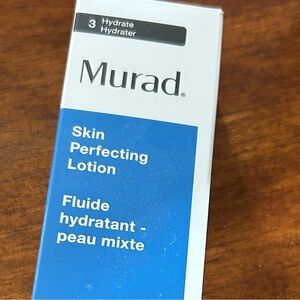 3 Hydrate
Hydrater
Murad.
Skin
Perfecting
Lotion
Fluide
hydratant -
peau mixte